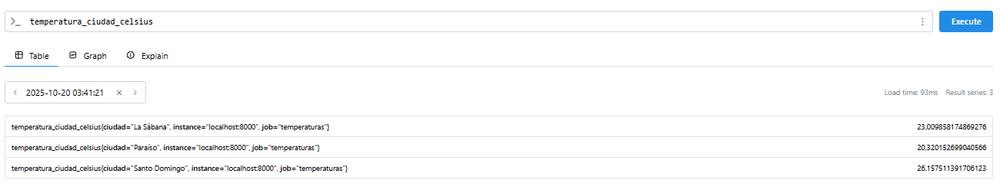 temperatura_ciudad_celsius
Execute
Table Graph Explain
2025-10-20 03:41:21
Load time: 93ms Result series: 3
temperatura_ciudad_celsius{ciudad="La Sábana", instance="localhost:8000", job="temperaturas"} 23.009858174869276
temperatura_ciudad_celsius{ciudad="Paraíso", instance="localhost:8000", job="temperaturas"} 20.320152699040566
temperatura_ciudad_celsius{ciudad="Santo Domingo", instance="localhost:8000", job="temperaturas"} 26.157511391706123